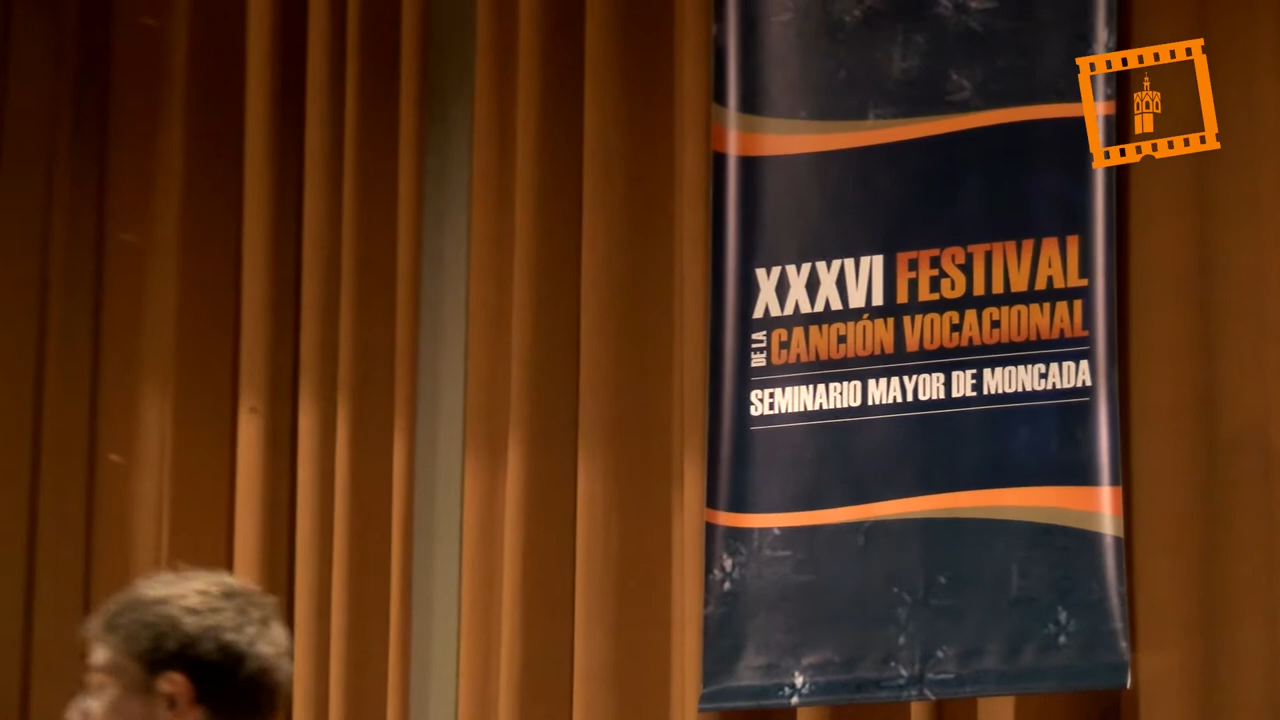 XXXVI FESTIVAL
DE LA CANCIÓN VOCACIONAL
SEMINARIO MAYOR DE MONCADA